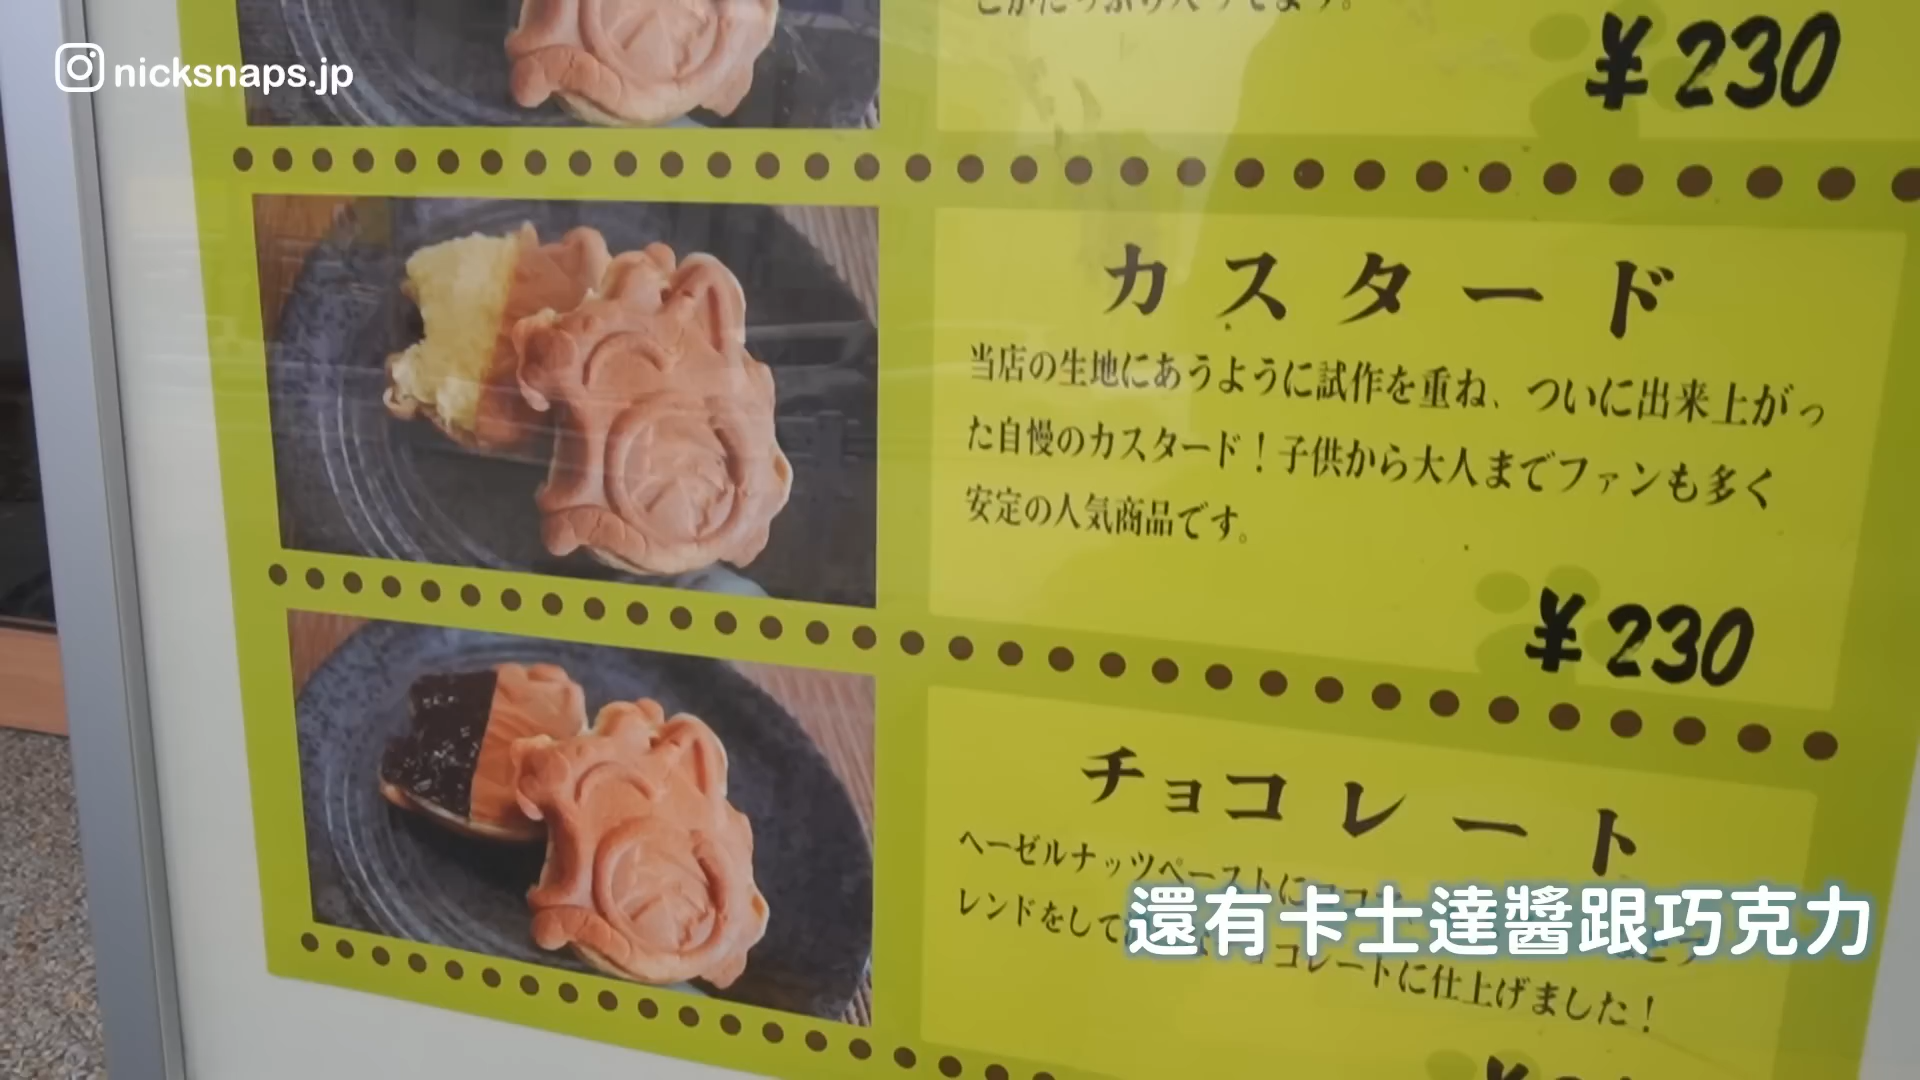 nicksnaps.jp
¥230
カスタード
当店の生地にあうように試作を重ね、ついに出来上がっ
た自慢のカスタード！子供から大人までファンも多く
安定の人気商品です。
¥230
チョコレート
ヘーゼルナッツペーストにココ
レンドをして
コレートに仕上げました！
還有卡士達醬跟巧克力